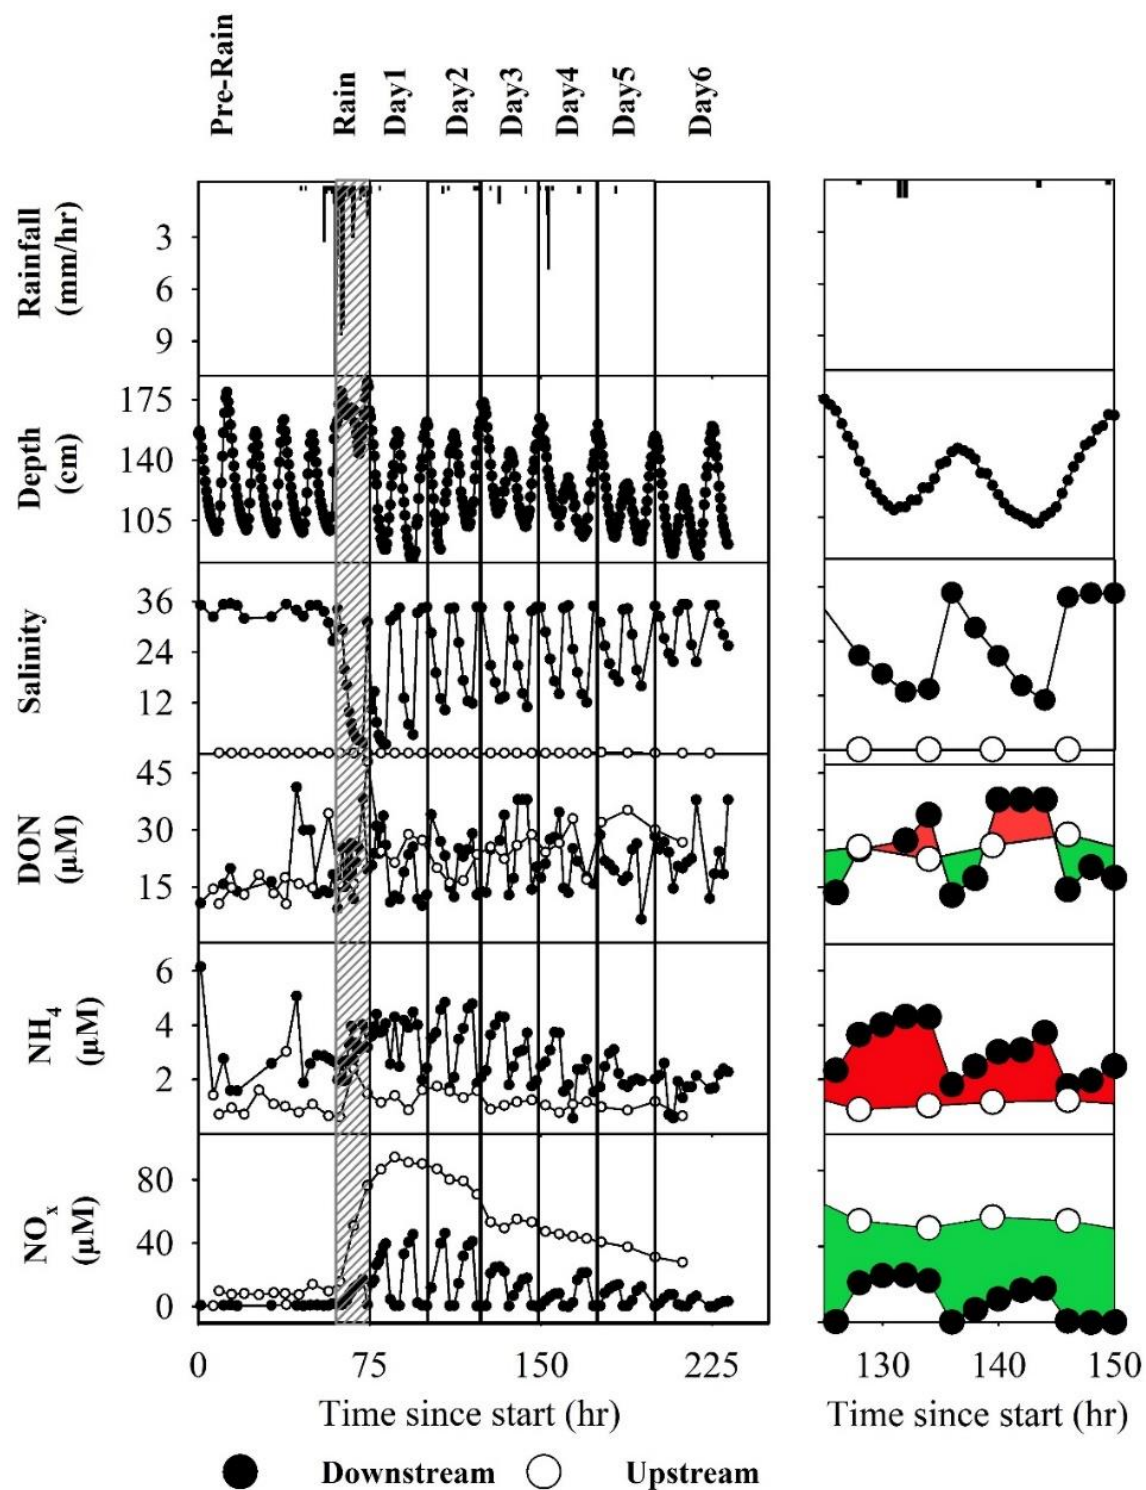 Pre-Rain
Rain
Day1
Day2
Day3
Day4
Day5
Day6
Rainfall
(mm/hr)
3
6
9
Depth
(cm)
175
140
105
Salinity
36
24
12
DON
(µM)
45
30
15
NH4
(µM)
6
4
2
NOx
(µM)
80
40
0
0 75 150 225
130 140 150
Time since start (hr)
Time since start (hr)
Downstream Upstream